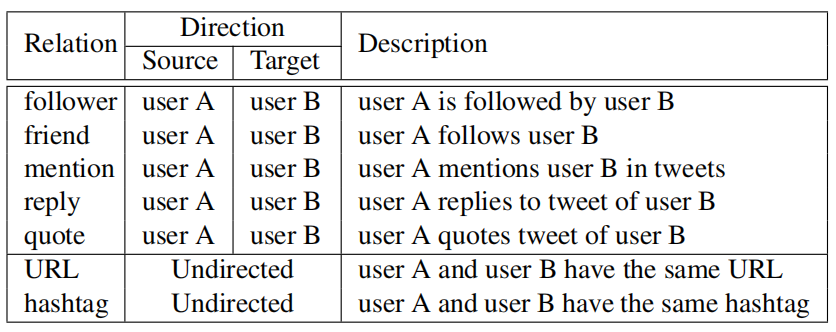 Relation Direction Description
Source Target
follower user A user B user A is followed by user B
friend user A user B user A follows user B
mention user A user B user A mentions user B in tweets
reply user A user B user A replies to tweet of user B
quote user A user B user A quotes tweet of user B
URL Undirected user A and user B have the same URL
hashtag Undirected user A and user B have the same hashtag